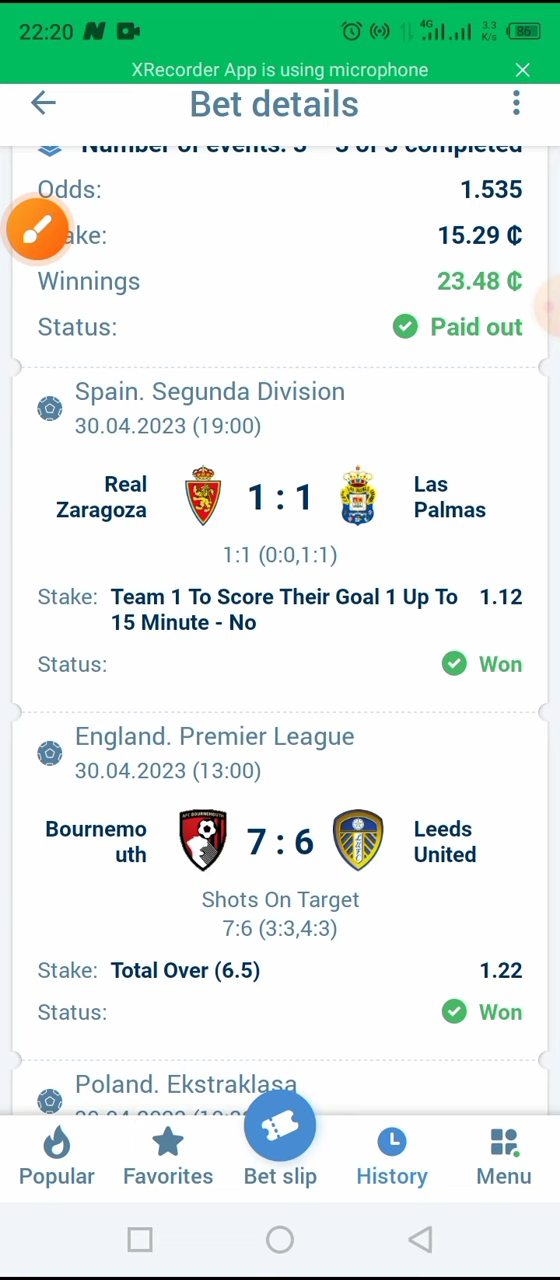 22:20
4G
3.3
K/s
86
XRecorder App is using microphone
Bet details
Odds: 1.535
ake: 15.29 ₵
Winnings 23.48 ₵
Status: Paid out
Spain. Segunda Division
30.04.2023 (19:00)
Real Zaragoza 1 : 1 Las Palmas
1:1 (0:0,1:1)
Stake: Team 1 To Score Their Goal 1 Up To 1.12
15 Minute - No
Status: Won
England. Premier League
30.04.2023 (13:00)
Bournemo 7 : 6 Leeds
uth United
Shots On Target
7:6 (3:3,4:3)
Stake: Total Over (6.5) 1.22
Status: Won
Poland. Ekstraklasa
Popular Favorites Bet slip History Menu